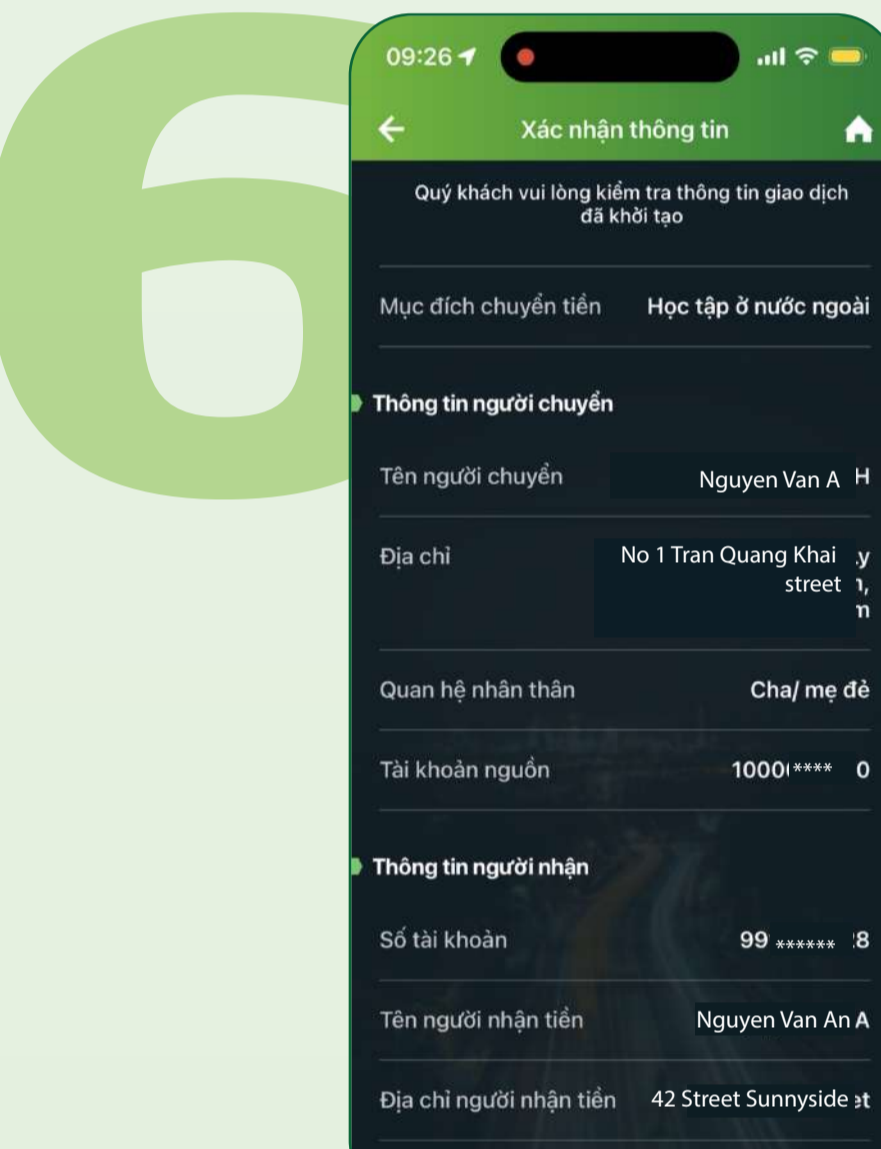 6
09:26
Xác nhận thông tin
Quý khách vui lòng kiểm tra thông tin giao dịch
đã khởi tạo
Mục đích chuyển tiền Học tập ở nước ngoài
Thông tin người chuyển
Tên người chuyển Nguyen Van A H
Địa chỉ No 1 Tran Quang Khai y
street
m
Quan hệ nhân thân Cha/ mẹ đẻ
Tài khoản nguồn 1000**** 0
Thông tin người nhận
Số tài khoản 99 ****** 8
Tên người nhận tiền Nguyen Van An A
Địa chỉ người nhận tiền 42 Street Sunnyside et